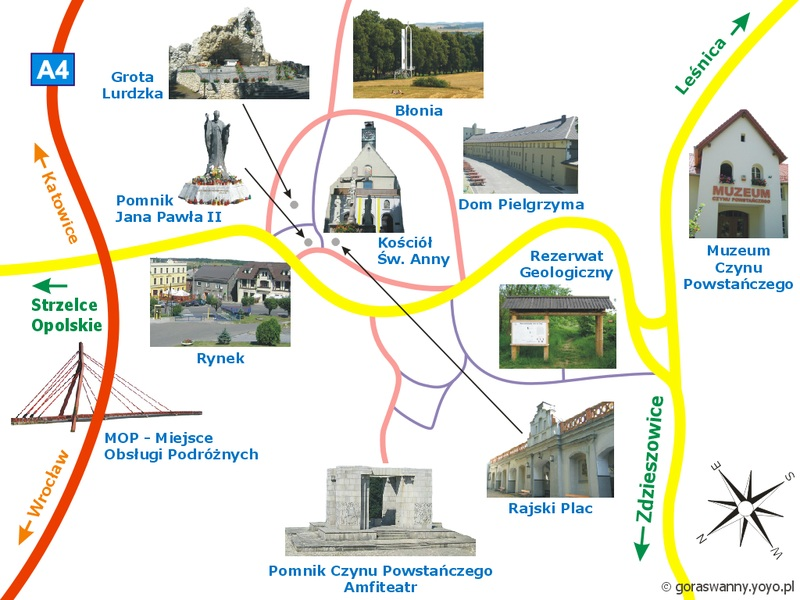 A4
Grota
Lurdzka
Błonia
Leśnica
Katowice
Pomnik
Jana Pawła II
Dom Pielgrzyma
MUZEUM
CZYNU POWSTAŃCZEGO
Kościół
Św. Anny
Rezerwat
Geologiczny
Muzeum
Czynu
Powstańczego
Strzelce
Opolskie
Rynek
MOP - Miejsce
Obsługi Podróżnych
Wrocław
Rajski Plac
Zdzieszowice
Pomnik Czynu Powstańczego
Amfiteatr
E
S
N
W
© goraswanny.yoyo.pl